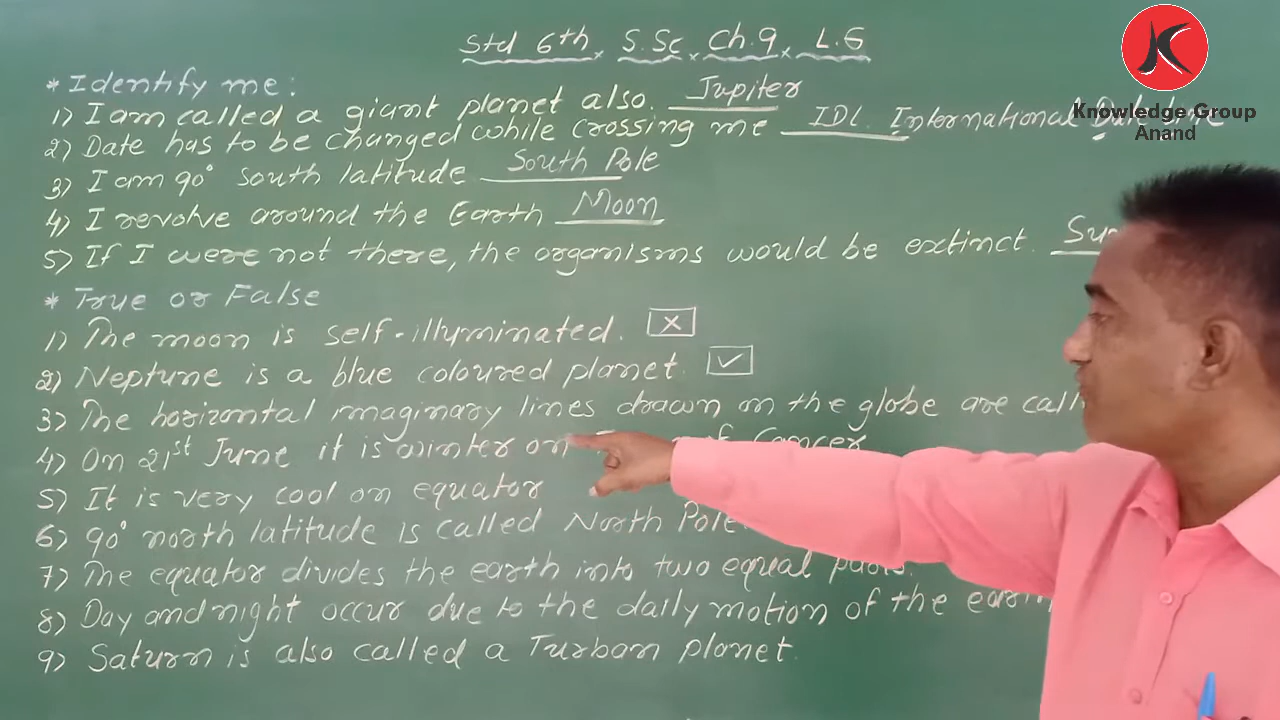 Std 6th x S.Sc x Ch.9 x L.6
Knowledge Group
Anand
* Identify me:
1) I am called a giant planet also. Jupiter
2) Date has to be changed while crossing me IDL. International
3) I am 90° south latitude South Pole
4) I revolve around the Earth Moon
5) If I were not there, the organisms would be extinct.
* True or False
1) The moon is self-illuminated. [x]
2) Neptune is a blue coloured planet. [✓]
3) The horizontal imaginary lines drawn on the globe are
4) On 21st June it is winter on of Cancer
5) It is very cool on equator
6) 90° north latitude is called North Pole
7) The equator divides the earth into two equal parts.
8) Day and night occur due to the daily motion of the earth
9) Saturn is also called a Turban planet.